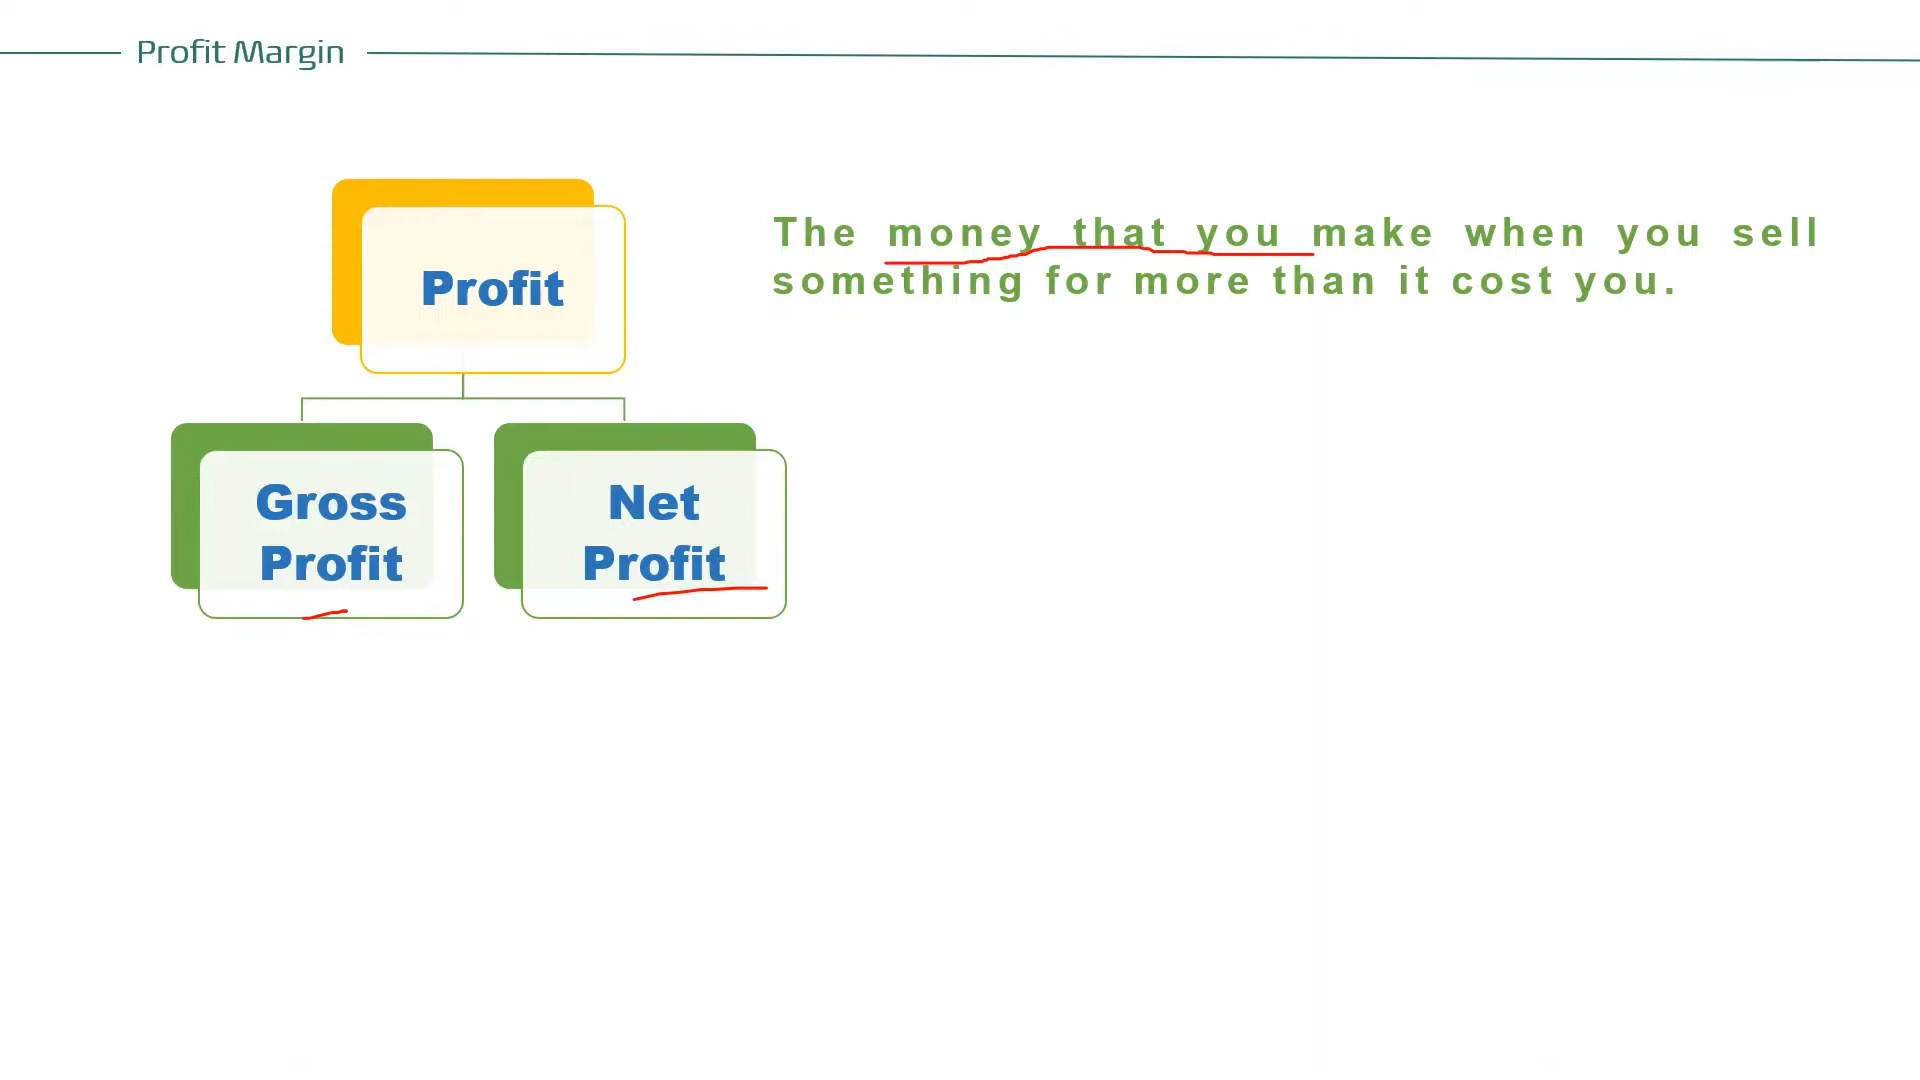 Profit Margin
Profit
The money that you make when you sell
something for more than it cost you.
Gross
Profit
Net
Profit